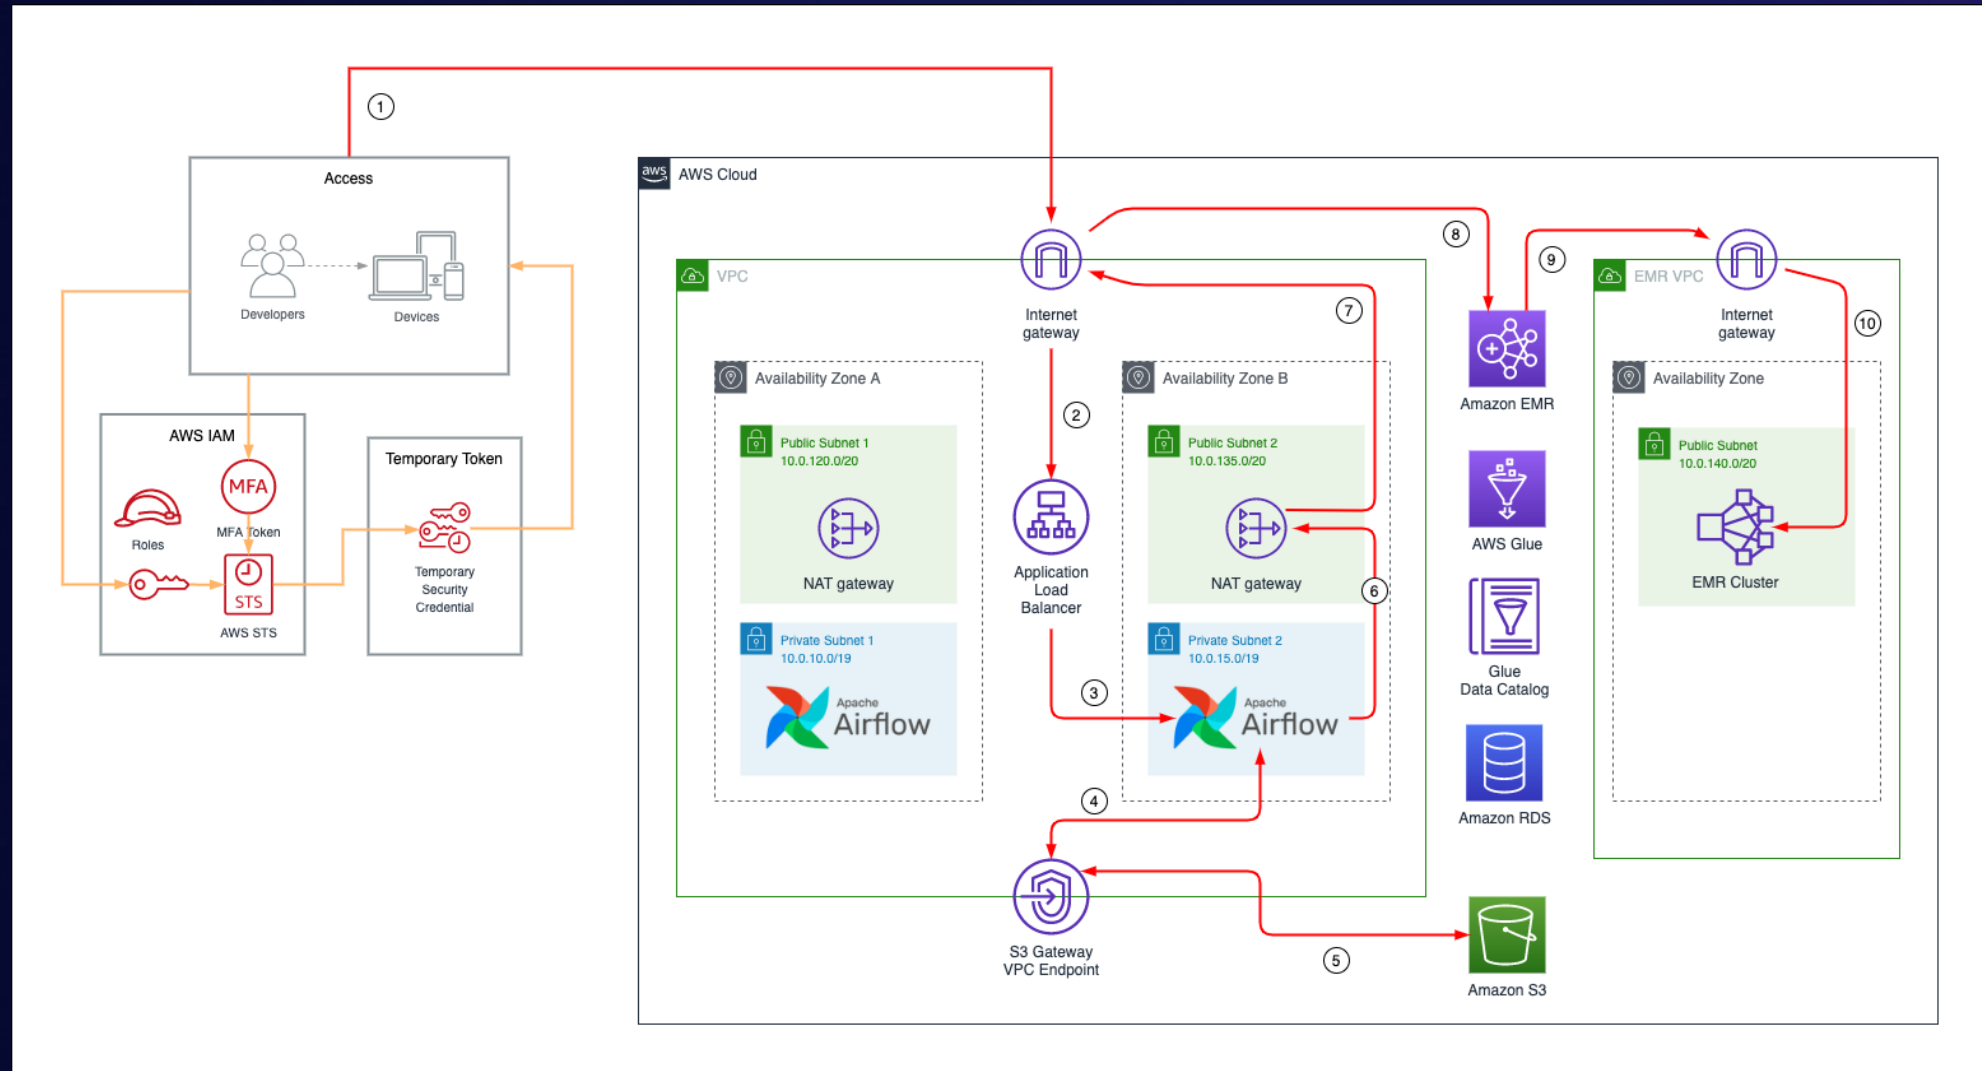 1
Access
Developers
Devices
AWS IAM
MFA
MFA Token
Roles
STS
AWS STS
Temporary Token
Temporary
Security
Credential
aws
AWS Cloud
VPC
Internet
gateway
8
9
7
10
EMR VPC
Internet
gateway
Amazon EMR
Availability Zone A
Public Subnet 1
10.0.120.0/20
NAT gateway
Private Subnet 1
10.0.10.0/19
Apache
Airflow
2
Application
Load
Balancer
3
4
Availability Zone B
Public Subnet 2
10.0.135.0/20
NAT gateway
6
Private Subnet 2
10.0.15.0/19
Apache
Airflow
S3 Gateway
VPC Endpoint
5
AWS Glue
Glue
Data Catalog
Amazon RDS
Amazon S3
Availability Zone
Public Subnet
10.0.140.0/20
EMR Cluster